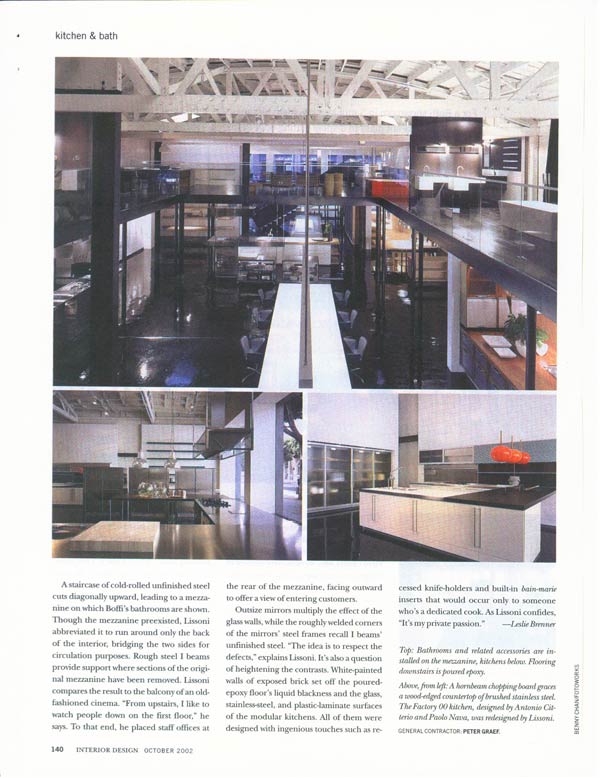 kitchen & bath
A staircase of cold-rolled unfinished steel
cuts diagonally upward, leading to a mezza-
nine on which Boffi's bathrooms are shown.
Though the mezzanine preexisted, Lissoni
abbreviated it to run around only the back
of the interior, bridging the two sides for
circulation purposes. Rough steel I beams
provide support where sections of the origi-
nal mezzanine have been removed. Lissoni
compares the result to the balcony of an old-
fashioned cinema. "From upstairs, I like to
watch people down on the first floor," he
says. To that end, he placed staff offices at
the rear of the mezzanine, facing outward
to offer a view of entering customers.
Outsize mirrors multiply the effect of the
glass walls, while the roughly welded corners
of the mirrors' steel frames recall I beams'
unfinished steel. "The idea is to respect the
defects," explains Lissoni. It's also a question
of heightening the contrasts. White-painted
walls of exposed brick set off the poured-
epoxy floor's liquid blackness and the glass,
stainless-steel, and plastic-laminate surfaces
of the modular kitchens. All of them were
designed with ingenious touches such as re-
cessed knife-holders and built-in bain-marie
inserts that would occur only to someone
who's a dedicated cook. As Lissoni confides,
"It's my private passion." —Leslie Brenner
Top: Bathrooms and related accessories are in-
stalled on the mezzanine, kitchens below. Flooring
downstairs is poured epoxy.
Above, from left: A hornbeam chopping board graces
a wood-edged countertop of brushed stainless steel.
The Factory 00 kitchen, designed by Antonio Cit-
terio and Paolo Nava, was redesigned by Lissoni.
GENERAL CONTRACTOR: PETER GRAEF.
BENNY CHAN/FOTOWORKS
140 INTERIOR DESIGN OCTOBER 2002